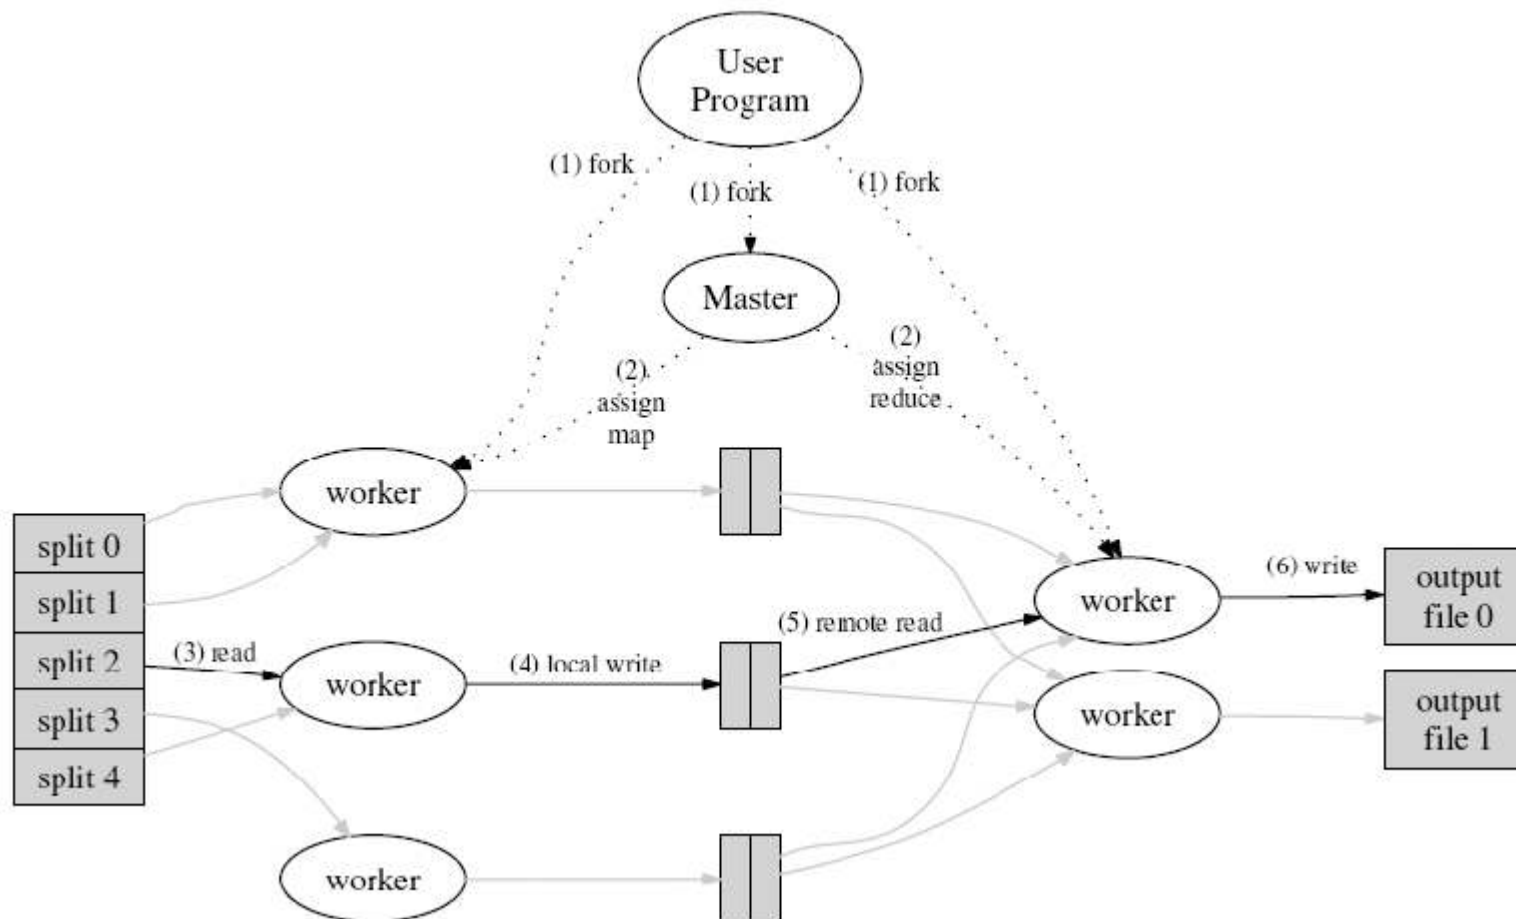 User
Program
(1) fork
(1) fork
(1) fork
Master
(2)
assign
map
(2)
assign
reduce
worker
split 0
split 1
split 2
split 3
split 4
(3) read
worker
(4) local write
(5) remote read
worker
(6) write
output
file 0
worker
output
file 1
worker